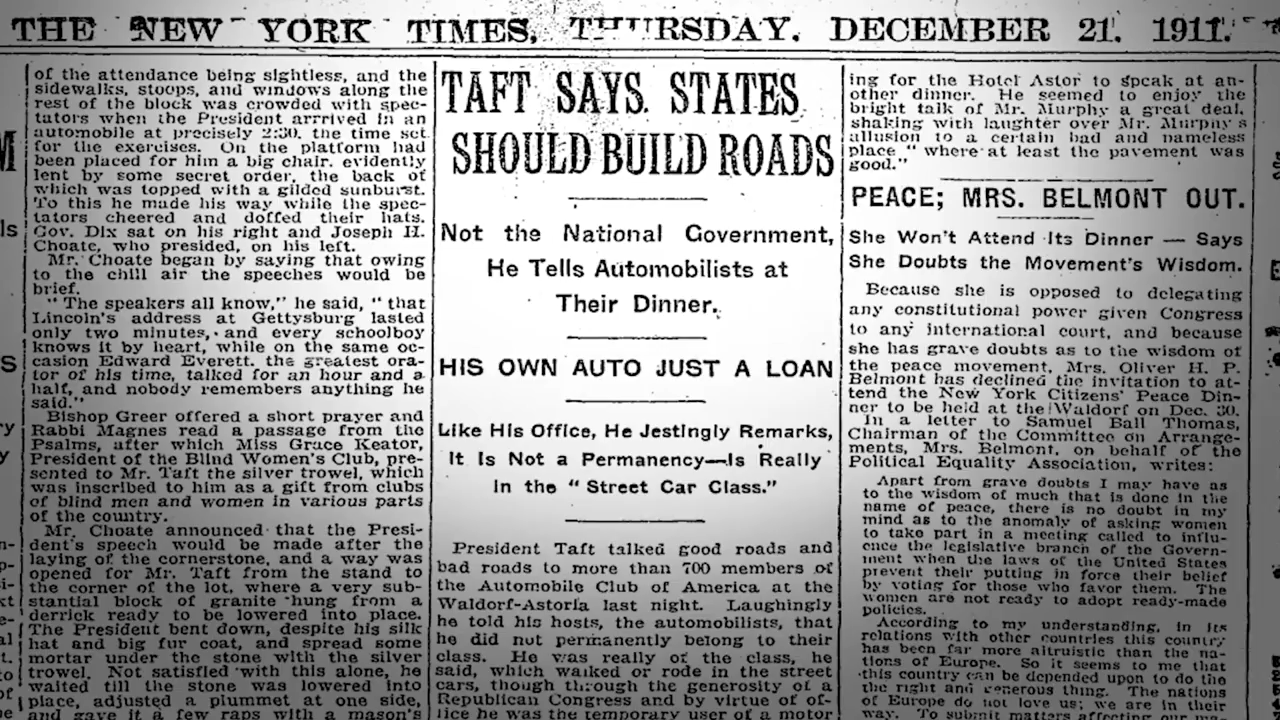 THE NEW YORK TIMES, THURSDAY, DECEMBER 21, 1911.
of the attendance being sightless, and the
sidewalks, stoops, and windows along the
rest of the block was crowded with spec-
tators when the President arrrived in an
automobile at precisely 2:30, the time set
for the exercises. On the platform had
been placed for him a big chair, evidently
lent by some secret order, the back of
which was topped with a gilded sunburst.
To this he made his way while the spec-
tators cheered and doffed their hats.
Gov. Dix sat on his right and Joseph H.
Choate, who presided, on his left.
Mr. Choate began by saying that owing
to the chill air the speeches would be
brief.
" The speakers all know," he said, " that
Lincoln's address at Gettysburg lasted
only two minutes, and every schoolboy
knows it by heart, while on the same oc-
casion Edward Everett, the greatest ora-
tor of his time, talked for an hour and a
half, and nobody remembers anything he
said."
Bishop Greer offered a short prayer and
Rabbi Magnes read a passage from the
Psalms, after which Miss Grace Keator,
President of the Blind Women's Club, pre-
sented to Mr. Taft the silver trowel, which
was inscribed to him as a gift from clubs
of blind men and women in various parts
of the country.
Mr. Choate announced that the Presi-
dent's speech would be made after the
laying of the cornerstone, and a way was
opened for Mr. Taft from the stand to
the corner of the lot, where a very sub-
stantial block of granite hung from a
derrick ready to be lowered into place.
The President bent down, despite his silk
hat and big fur coat, and spread some
mortar under the stone with the silver
trowel. Not satisfied with this alone, he
waited till the stone was lowered into
place, adjusted a plummet at one side,
and gave it a few raps with a mason's
TAFT SAYS STATES
SHOULD BUILD ROADS
Not the National Government,
He Tells Automobilists at
Their Dinner.
HIS OWN AUTO JUST A LOAN
Like His Office, He Jestingly Remarks,
It Is Not a Permanency—Is Really
in the " Street Car Class."
President Taft talked good roads and
bad roads to more than 700 members of
the Automobile Club of America at the
Waldorf-Astoria last night. Laughingly
he told his hosts, the automobilists, that
he did not permanently belong to their
class. He was really of the class, he
said, which walked or rode in the street
cars, though through the generosity of a
Republican Congress and by virtue of of-
fice he was the temporary user of a motor
ing for the Hotel Astor to speak at an-
other dinner. He seemed to enjoy the
bright talk of Mr. Murphy a great deal,
shaking with laughter over Mr. Murphy's
allusion to a certain bad and nameless
place " where at least the pavement was
good."
PEACE; MRS. BELMONT OUT.
She Won't Attend Its Dinner — Says
She Doubts the Movement's Wisdom.
Because she is opposed to delegating
any constitutional power given Congress
to any international court, and because
she has grave doubts as to the wisdom of
the peace movement, Mrs. Oliver H. P.
Belmont has declined the invitation to at-
tend the New York Citizens' Peace Din-
ner to be held at the Waldorf on Dec. 30.
In a letter to Samuel Ball Thomas,
Chairman of the Committee on Arrange-
ments, Mrs. Belmont, on behalf of the
Political Equality Association, writes:
Apart from grave doubts I may have as
to the wisdom of much that is done in the
name of peace, there is no doubt in my
mind as to the anomaly of asking women
to take part in a meeting called to influ-
ence the legislative branch of the Govern-
ment when the laws of the United States
prevent their putting in force their belief
by voting for those who favor them. The
women are not ready to adopt ready-made
policies.
According to my understanding, in its
relations with other countries this country
has been far more altruistic than the na-
tions of Europe. So it seems to me that
this country can be depended upon to do
the right and generous thing. The nations
of Europe do not love us; we are in their
way. To submit matters affecting our